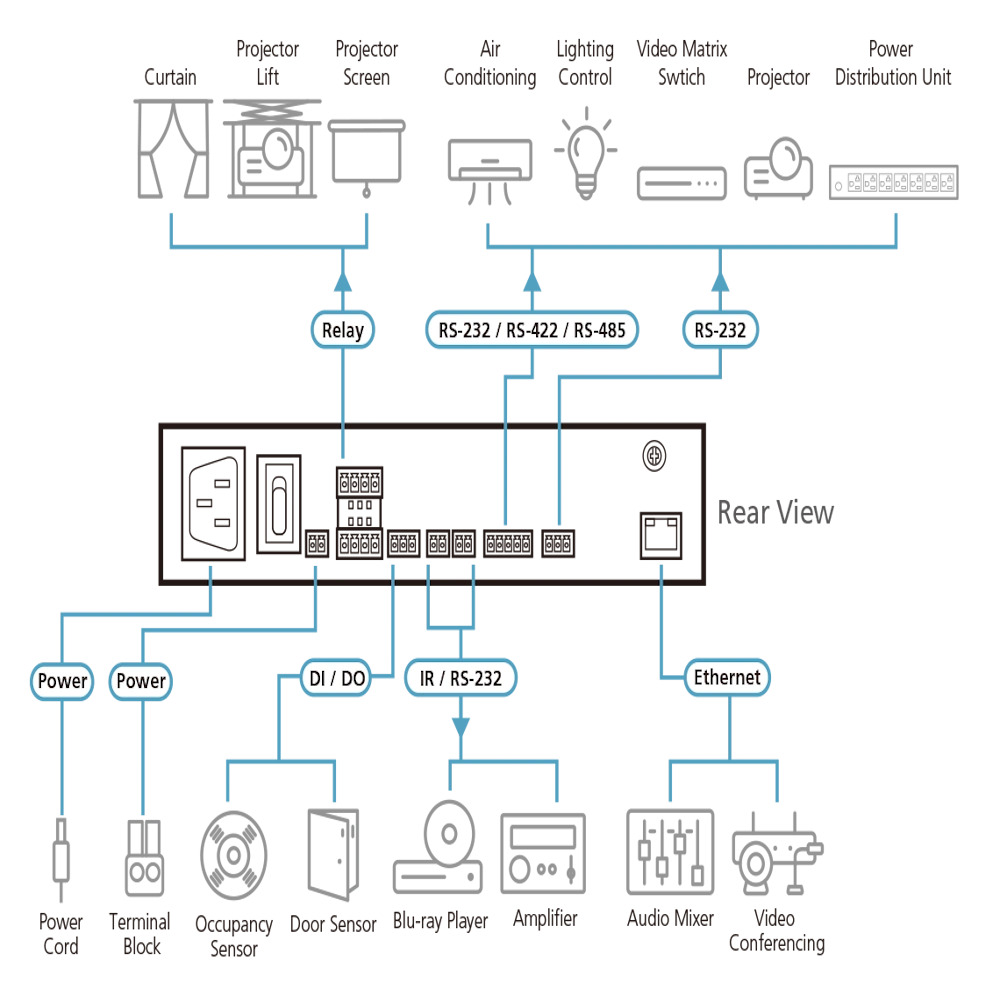 Curtain
Projector
Lift
Projector
Screen
Air
Conditioning
Lighting
Control
Video Matrix
Swtich
Projector
Power
Distribution Unit
Relay
RS-232 / RS-422 / RS-485
RS-232
Rear View
Power
Power
DI / DO
IR / RS-232
Ethernet
Power
Cord
Terminal
Block
Occupancy
Sensor
Door Sensor
Blu-ray Player
Amplifier
Audio Mixer
Video
Conferencing